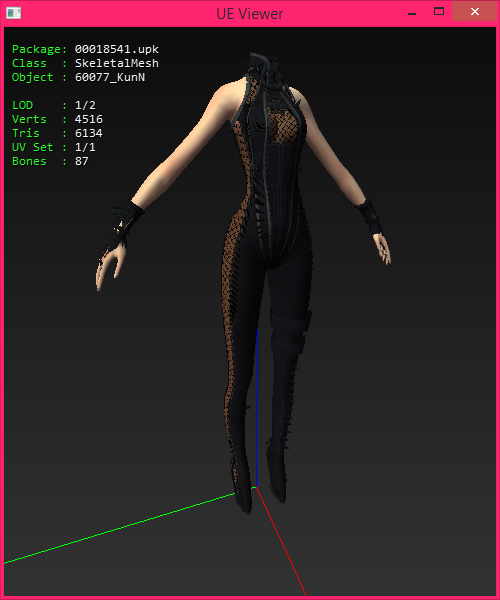 UE Viewer
Package: 00018541.upk
Class  : SkeletalMesh
Object : 60077_KunN
LOD    : 1/2
Verts  : 4516
Tris   : 6134
UV Set : 1/1
Bones  : 87